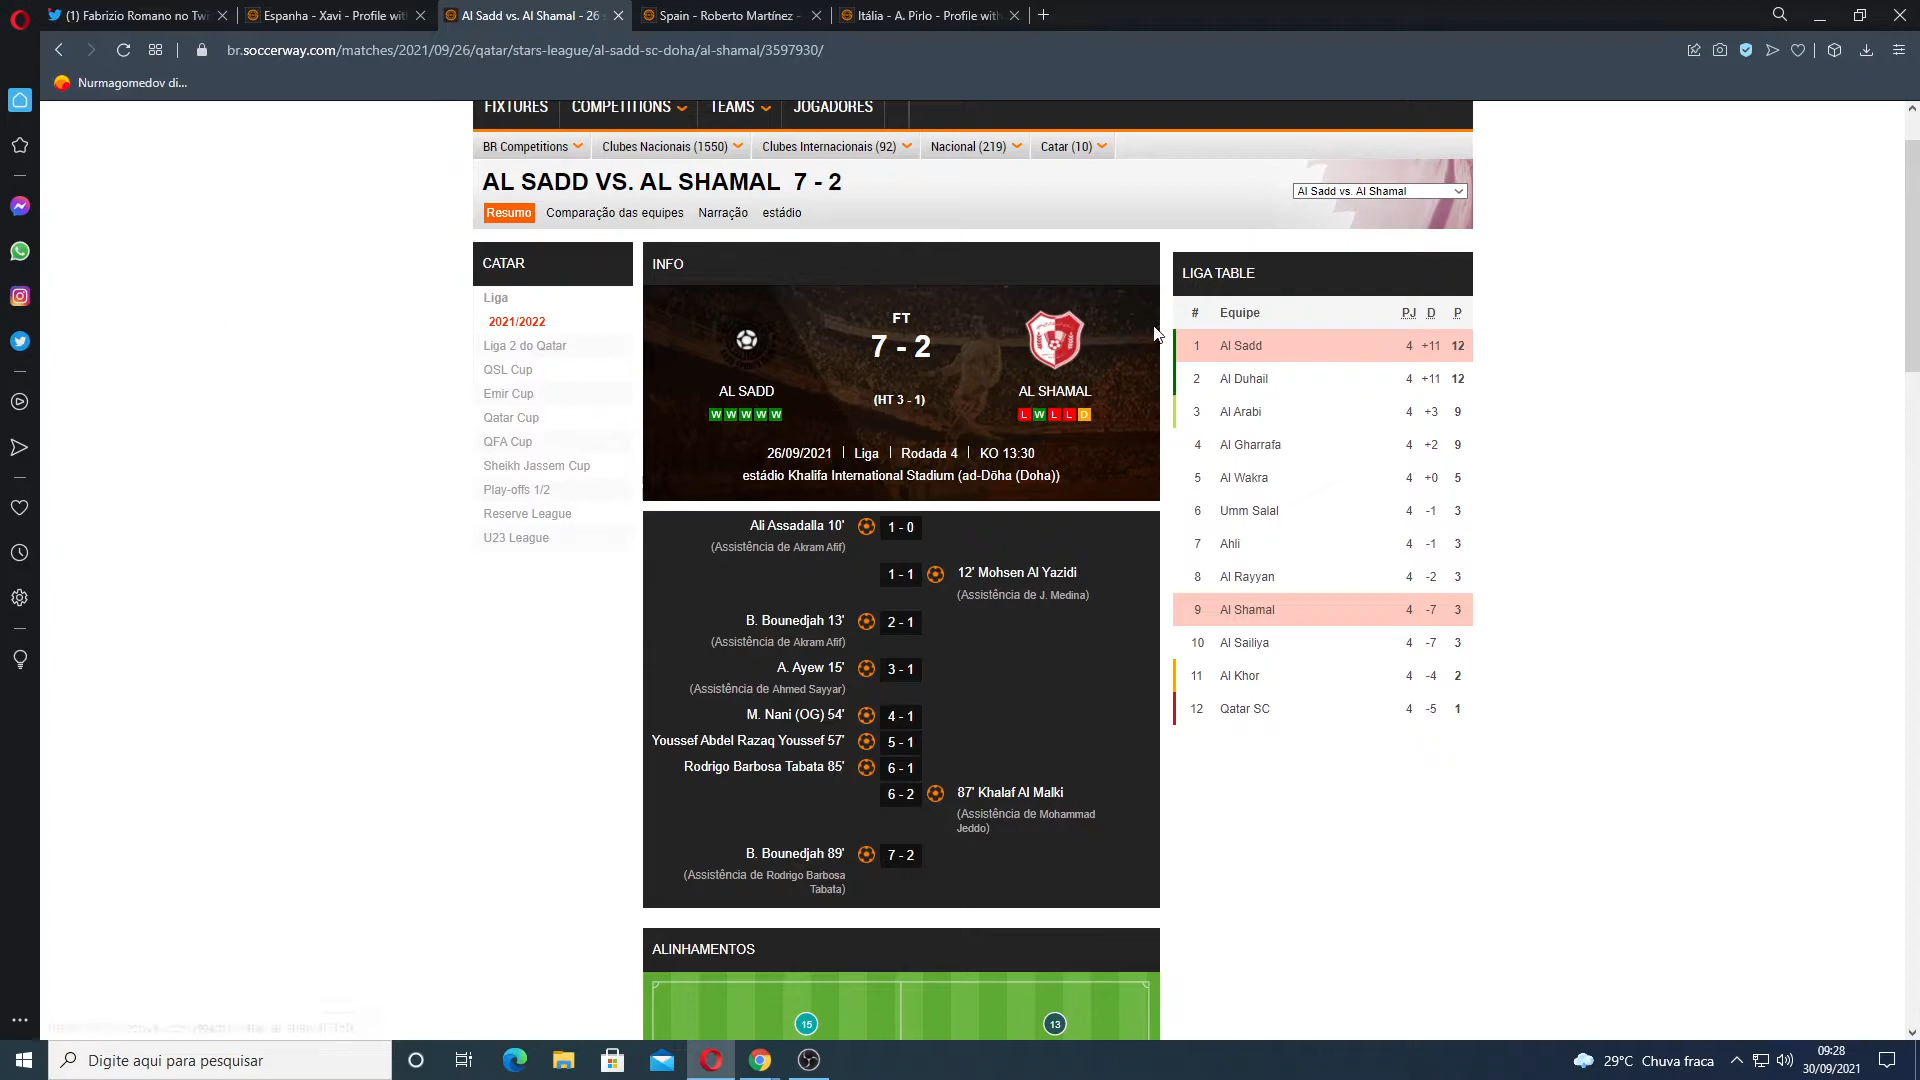 (1) Fabrizio Romano no Twi
Espanha - Xavi - Profile wit
Al Sadd vs. Al Shamal - 26 s
Spain - Roberto Martínez -
Itália - A. Pirlo - Profile with
br.soccerway.com/matches/2021/09/26/qatar/stars-league/al-sadd-sc-doha/al-shamal/3597930/
Nurmagomedov di...
FIXTURES COMPETITIONS TEAMS JOGADORES
BR Competitions Clubes Nacionais (1550) Clubes Internacionais (92) Nacional (219) Catar (10)
AL SADD VS. AL SHAMAL 7 - 2
Al Sadd vs. Al Shamal
Resumo Comparação das equipes Narração estádio
CATAR
Liga
2021/2022
Liga 2 do Qatar
QSL Cup
Emir Cup
Qatar Cup
QFA Cup
Sheikh Jassem Cup
Play-offs 1/2
Reserve League
U23 League
INFO
FT
7 - 2
AL SADD
(HT 3 - 1)
AL SHAMAL
W W W W W
L W L L D
26/09/2021 Liga Rodada 4 KO 13:30
estádio Khalifa International Stadium (ad-Dōha (Doha))
Ali Assadalla 10' 1 - 0
(Assistência de Akram Afif)
1 - 1 12' Mohsen Al Yazidi
(Assistência de J. Medina)
B. Bounedjah 13' 2 - 1
(Assistência de Akram Afif)
A. Ayew 15' 3 - 1
(Assistência de Ahmed Sayyar)
M. Nani (OG) 54' 4 - 1
Youssef Abdel Razaq Youssef 57' 5 - 1
Rodrigo Barbosa Tabata 85' 6 - 1
6 - 2 87' Khalaf Al Malki
(Assistência de Mohammad
Jeddo)
B. Bounedjah 89' 7 - 2
(Assistência de Rodrigo Barbosa
Tabata)
ALINHAMENTOS
15 13
LIGA TABLE
# Equipe PJ D P
1 Al Sadd 4 +11 12
2 Al Duhail 4 +11 12
3 Al Arabi 4 +3 9
4 Al Gharrafa 4 +2 9
5 Al Wakra 4 +0 5
6 Umm Salal 4 -1 3
7 Ahli 4 -1 3
8 Al Rayyan 4 -2 3
9 Al Shamal 4 -7 3
10 Al Sailiya 4 -7 3
11 Al Khor 4 -4 2
12 Qatar SC 4 -5 1
Digite aqui para pesquisar
29°C Chuva fraca
09:28
30/09/2021